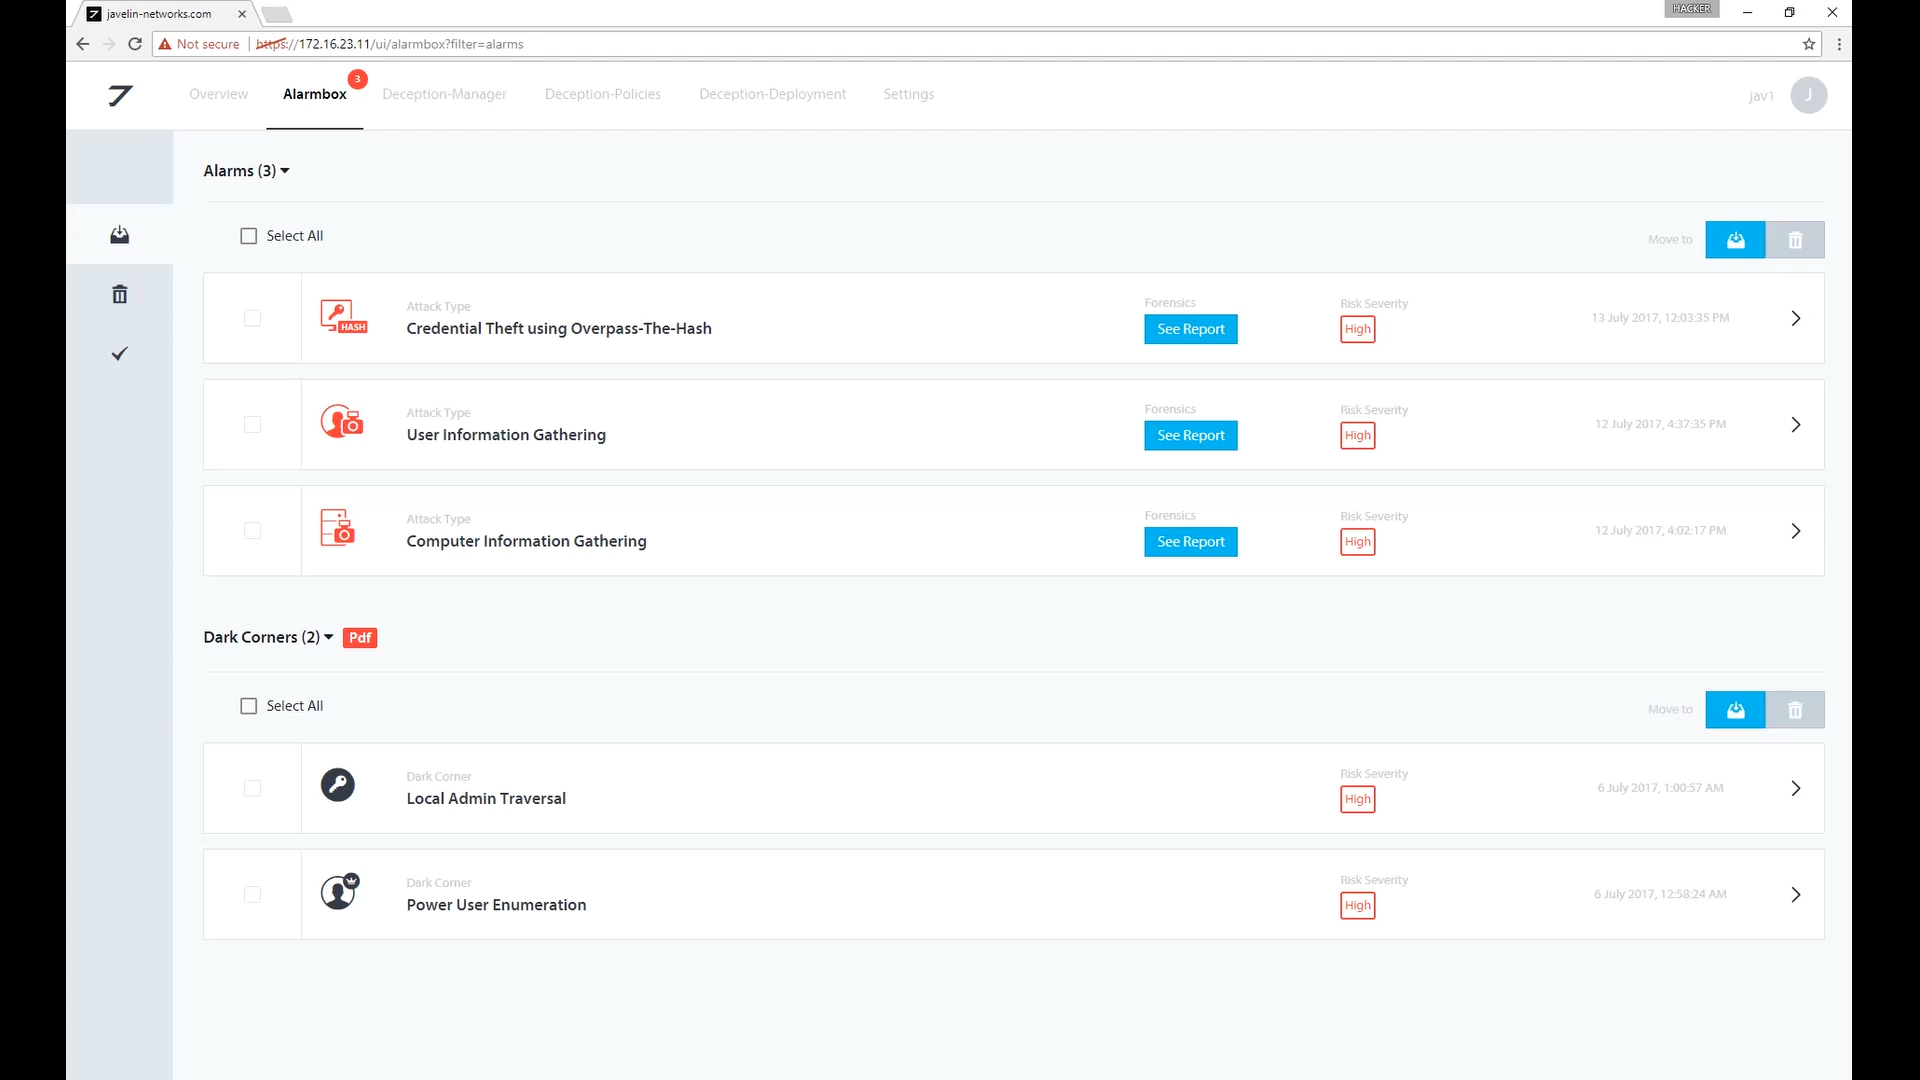 javelin-networks.com
HACKER
Not secure https://172.16.23.11/ui/alarmbox?filter=alarms
Overview Alarmbox 3 Deception-Manager Deception-Policies Deception-Deployment Settings jav1 J
Alarms (3)
Select All Move to
Attack Type Forensics Risk Severity
HASH Credential Theft using Overpass-The-Hash See Report High 13 July 2017, 12:03:35 PM
Attack Type Forensics Risk Severity
User Information Gathering See Report High 12 July 2017, 4:37:35 PM
Attack Type Forensics Risk Severity
Computer Information Gathering See Report High 12 July 2017, 4:02:17 PM
Dark Corners (2) Pdf
Select All Move to
Dark Corner Risk Severity
Local Admin Traversal High 6 July 2017, 1:00:57 AM
Dark Corner Risk Severity
Power User Enumeration High 6 July 2017, 12:58:24 AM